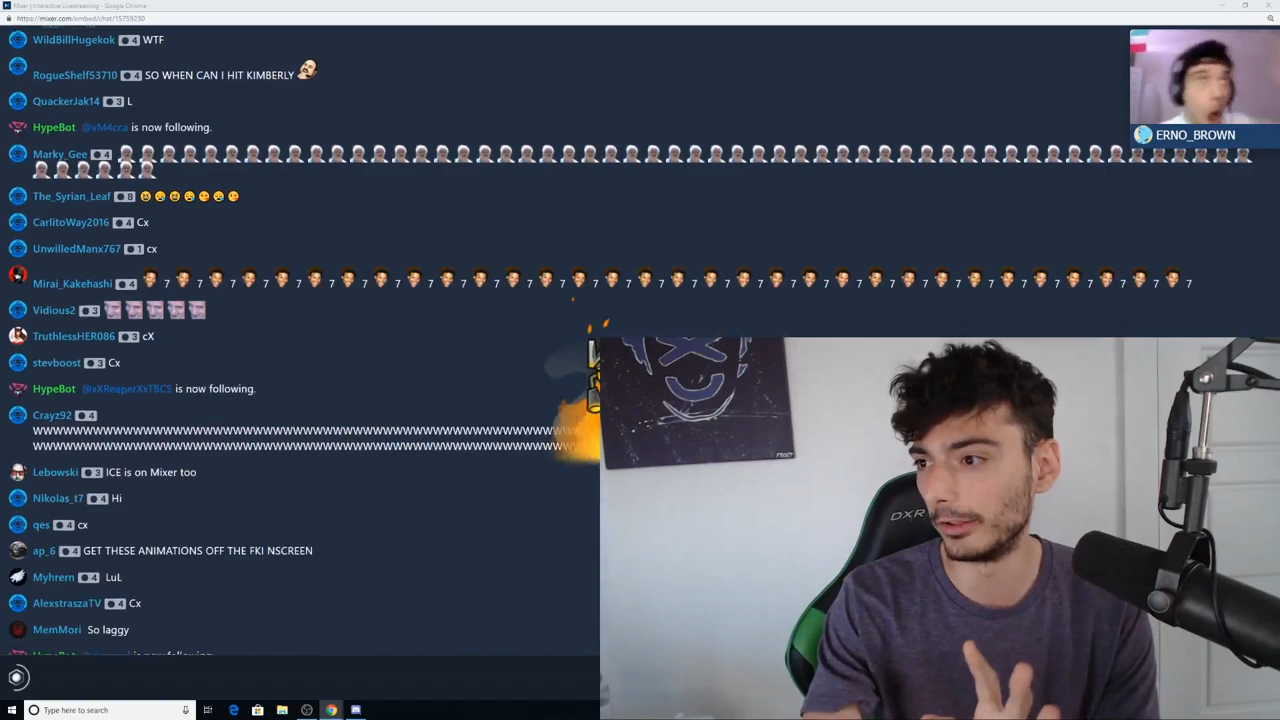 Mixer | Interactive Livestreaming - Google Chrome
https://mixer.com/embed/chat/15759230
WildBillHugekok 4 WTF
RogueShelf53710 4 SO WHEN CAN I HIT KIMBERLY
QuackerJak14 3 L
HypeBot @vM4cca is now following.
Marky_Gee 4
The_Syrian_Leaf 8
CarlitoWay2016 4 Cx
UnwilledManx767 1 cx
Mirai_Kakehashi 4 7 7 7 7 7 7 7 7 7 7 7 7 7 7 7 7 7 7 7 7 7 7 7 7 7 7 7 7 7 7 7 7
Vidious2 3
TruthlessHER086 3 cX
stevboost 3 Cx
HypeBot @xXReaperXxTBCS is now following.
Crayz92 4
WWWWWWWWWWWWWWWWWWWWWWWWWWWWWWWWWWWWWWWWWWWWWWWWWWWW
WWWWWWWWWWWWWWWWWWWWWWWWWWWWWWWWWWWWWWWWWWWWWWWWWWWW
Lebowski 3 ICE is on Mixer too
Nikolas_t7 4 Hi
qes 4 cx
ap_6 4 GET THESE ANIMATIONS OFF THE FKI NSCREEN
Myhrern 4 LuL
AlexstraszaTV 4 Cx
MemMori So laggy
HypeBot is now following.
Type here to search
ERNO_BROWN
DXR